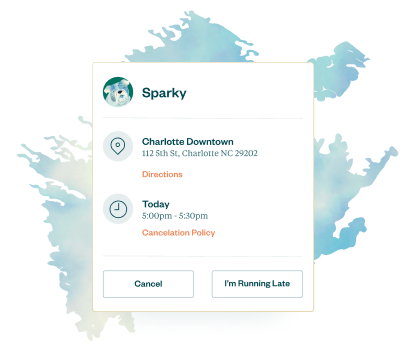 Sparky
Charlotte Downtown
112 5th St, Charlotte NC 29202
Directions
Today
5:00pm - 5:30pm
Cancelation Policy
Cancel
I'm Running Late